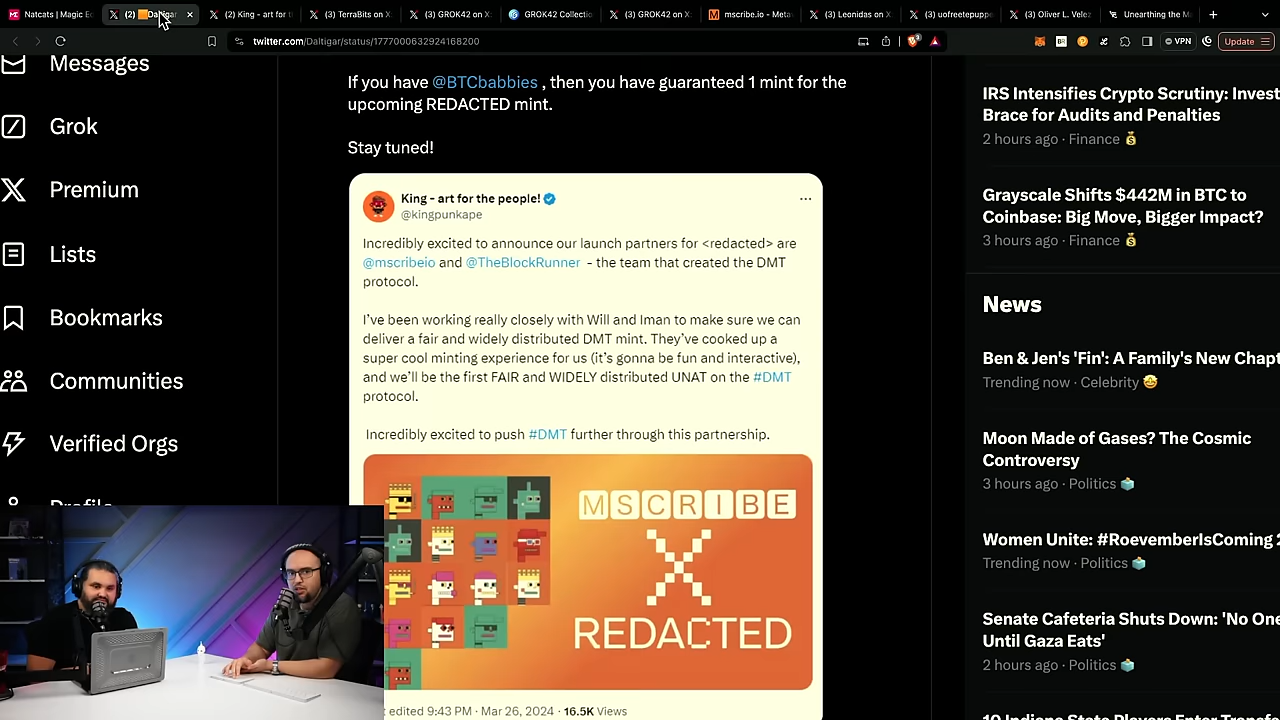 Natcats | Magic E
(2) Daltigar
(2) King - art for t
(3) TerraBits on X
(3) GROK42 on X
GROK42 Collectio
(3) GROK42 on X
mscribe.io - Meta
(3) Leonidas on X
(3) uofreetepuppe
(3) Oliver L. Velez
Unearthing the M
twitter.com/Daltigar/status/1777000632924168200
VPN
Update
Messages
Grok
Premium
Lists
Bookmarks
Communities
Verified Orgs
Profile
If you have @BTCbabbies , then you have guaranteed 1 mint for the
upcoming REDACTED mint.
Stay tuned!
King - art for the people!
@kingpunkape
Incredibly excited to announce our launch partners for <redacted> are
@mscribeio and @TheBlockRunner - the team that created the DMT
protocol.
I've been working really closely with Will and Iman to make sure we can
deliver a fair and widely distributed DMT mint. They've cooked up a
super cool minting experience for us (it's gonna be fun and interactive),
and we'll be the first FAIR and WIDELY distributed UNAT on the #DMT
protocol.
Incredibly excited to push #DMT further through this partnership.
MSCRIBE
X
REDACTED
edited 9:43 PM · Mar 26, 2024 · 16.5K Views
IRS Intensifies Crypto Scrutiny: Invest
Brace for Audits and Penalties
2 hours ago · Finance 💰
Grayscale Shifts $442M in BTC to
Coinbase: Big Move, Bigger Impact?
3 hours ago · Finance 💰
News
Ben & Jen's 'Fin': A Family's New Chapt
Trending now · Celebrity 🤩
Moon Made of Gases? The Cosmic
Controversy
3 hours ago · Politics 🗳️
Women Unite: #RoevemberIsComing 2
Trending now · Politics 🗳️
Senate Cafeteria Shuts Down: 'No One
Until Gaza Eats'
2 hours ago · Politics 🗳️
10 Indiana State Players Enter Transf